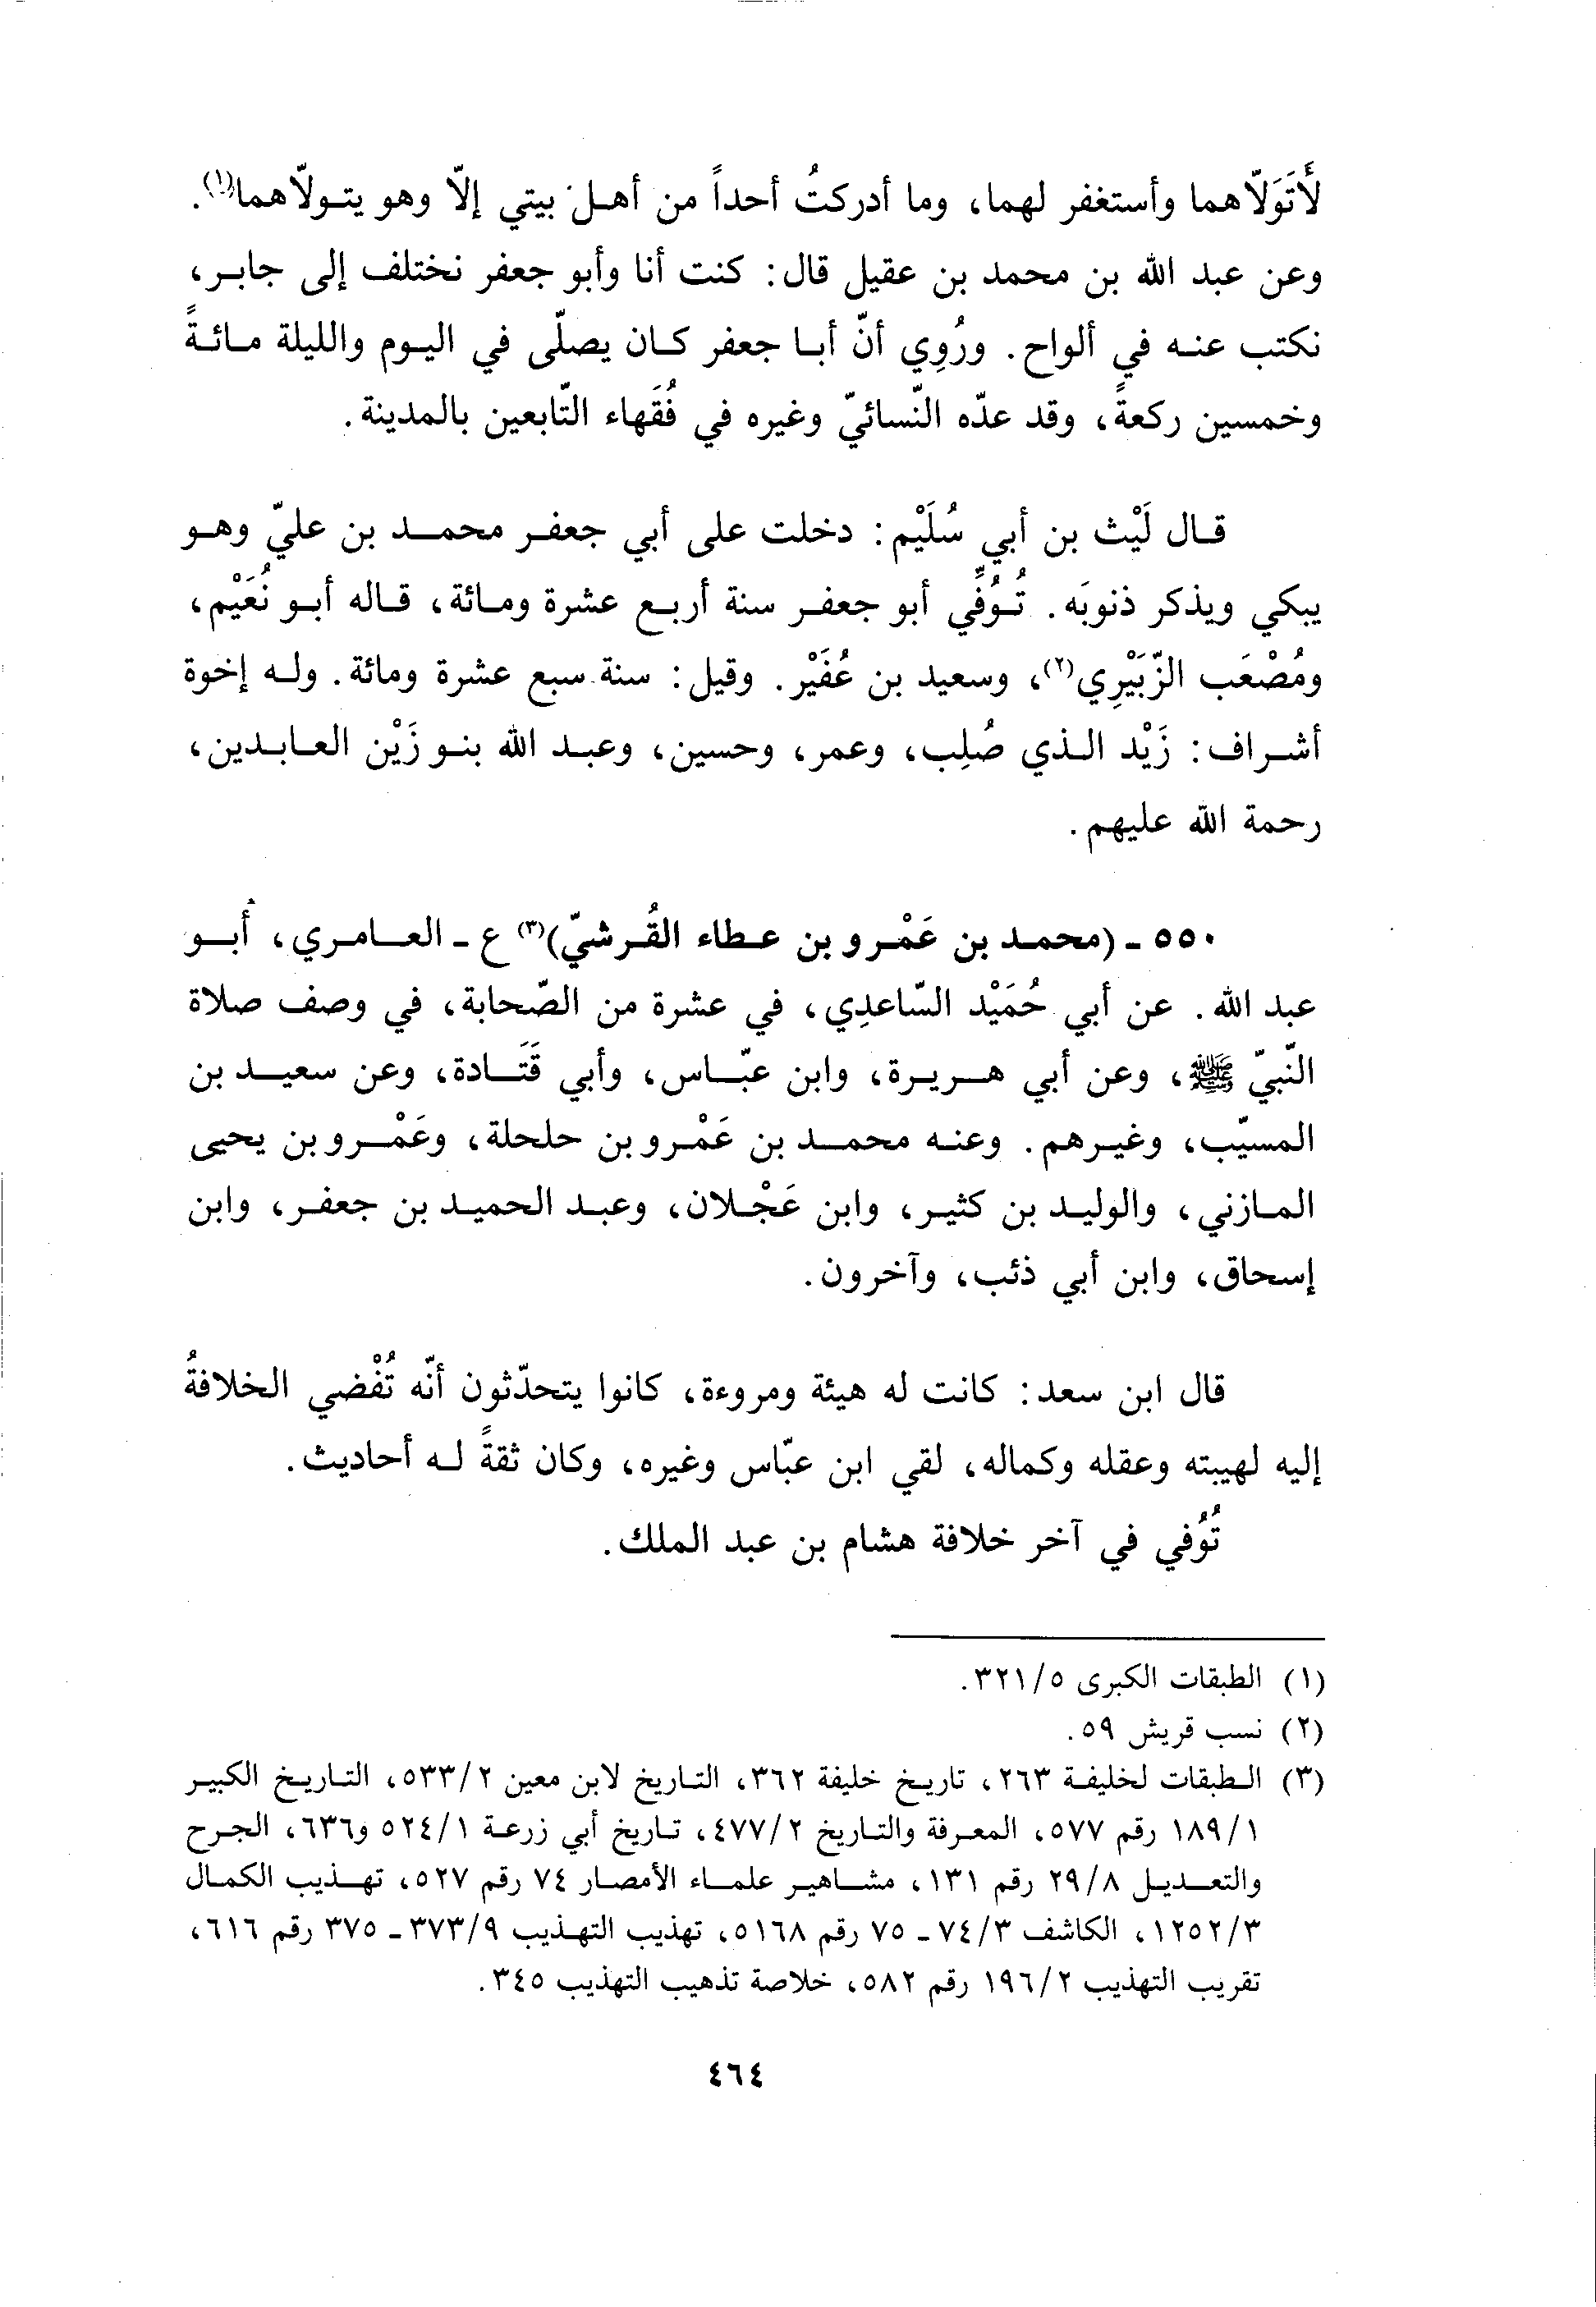 لأَتَوَلّاهما وأستغفر لهما، وما أدركتُ أحداً من أهل بيتي إلّا وهو يتولّاهما(١).
وعن عبد الله بن محمد بن عقيل قال: كنت أنا وأبو جعفر نختلف إلى جابر،
نكتب عنه في ألواح. ورُوِي أنّ أبا جعفر كان يصلّى في اليوم والليلة مائةً
وخمسين ركعةً، وقد عدّه النّسائيّ وغيره في فُقَهاء التّابعين بالمدينة.
قال لَيْث بن أبي سُلَيْم: دخلت على أبي جعفر محمد بن عليّ وهو
يبكي ويذكر ذنوبَه. تُوُفِّي أبو جعفر سنة أربع عشرة ومائة، قاله أبو نُعَيْم،
ومُصْعَب الزّبَيْرِي(٢)، وسعيد بن عُفَيْر. وقيل: سنة سبع عشرة ومائة. وله إخوة
أشراف: زَيْد الذي صُلِب، وعمر، وحسين، وعبد الله بنو زَيْن العابدين،
رحمة الله عليهم.
٥٥٠ - (محمد بن عَمْرو بن عطاء القُرشيّ)(٣) ع - العامري، أبو
عبد الله. عن أبي حُمَيْد السّاعدِي، في عشرة من الصّحابة، في وصف صلاة
النّبيّ ﷺ، وعن أبي هريرة، وابن عبّاس، وأبي قَتَادة، وعن سعيد بن
المسيّب، وغيرهم. وعنه محمد بن عَمْرو بن حلحلة، وعَمْرو بن يحيى
المازني، والوليد بن كثير، وابن عَجْلان، وعبد الحميد بن جعفر، وابن
إسحاق، وابن أبي ذئب، وآخرون.
قال ابن سعد: كانت له هيئة ومروءة، كانوا يتحدّثون أنّه تُفْضي الخلافةُ
إليه لهيبته وعقله وكماله، لقي ابن عبّاس وغيره، وكان ثقةً له أحاديث.
تُوُفي في آخر خلافة هشام بن عبد الملك.
(١) الطبقات الكبرى ٣٢١/٥.
(٢) نسب قريش ٥٩.
(٣) الطبقات لخليفة ٢٦٣، تاريخ خليفة ٣٦٢، التاريخ لابن معين ٥٣٣/٢، التاريخ الكبير
١٨٩/١ رقم ٥٧٧، المعرفة والتاريخ ٤٧٧/٢، تاريخ أبي زرعة ٥٢٤/١ و٦٣٦، الجرح
والتعديل ٢٩/٨ رقم ١٣١، مشاهير علماء الأمصار ٧٤ رقم ٥٢٧، تهذيب الكمال
١٢٥٢/٣، الكاشف ٧٤/٣ - ٧٥ رقم ٥١٦٨، تهذيب التهذيب ٣٧٣/٩ - ٣٧٥ رقم ٦١٦،
تقريب التهذيب ١٩٦/٢ رقم ٥٨٢، خلاصة تذهيب التهذيب ٣٤٥.
٤٦٤